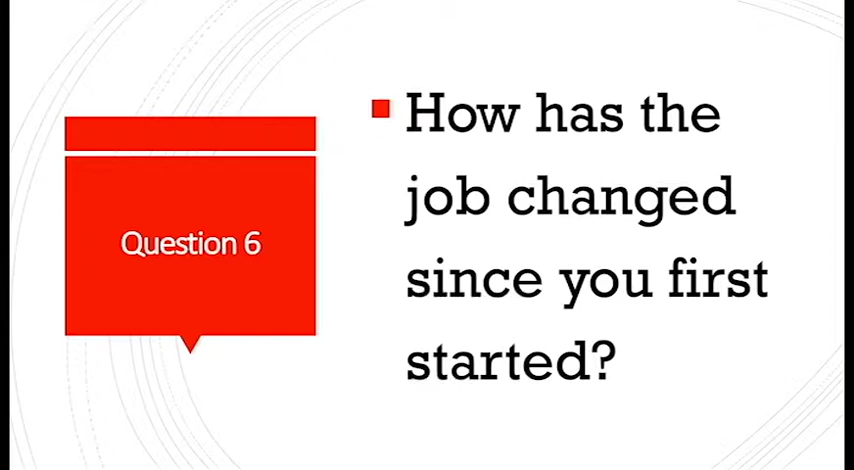 Question 6
How has the
job changed
since you first
started?